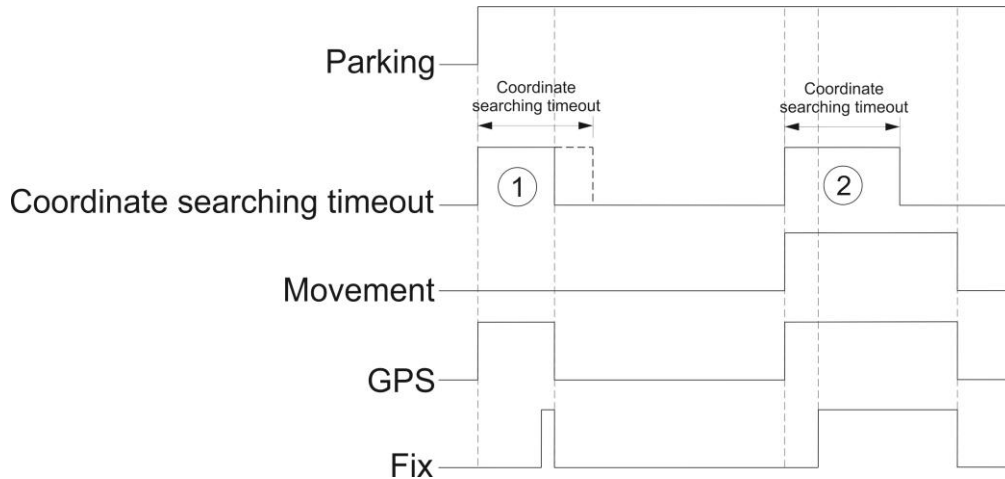 Parking
Coordinate
searching timeout
Coordinate
searching timeout
Coordinate searching timeout
1
2
Movement
GPS
Fix